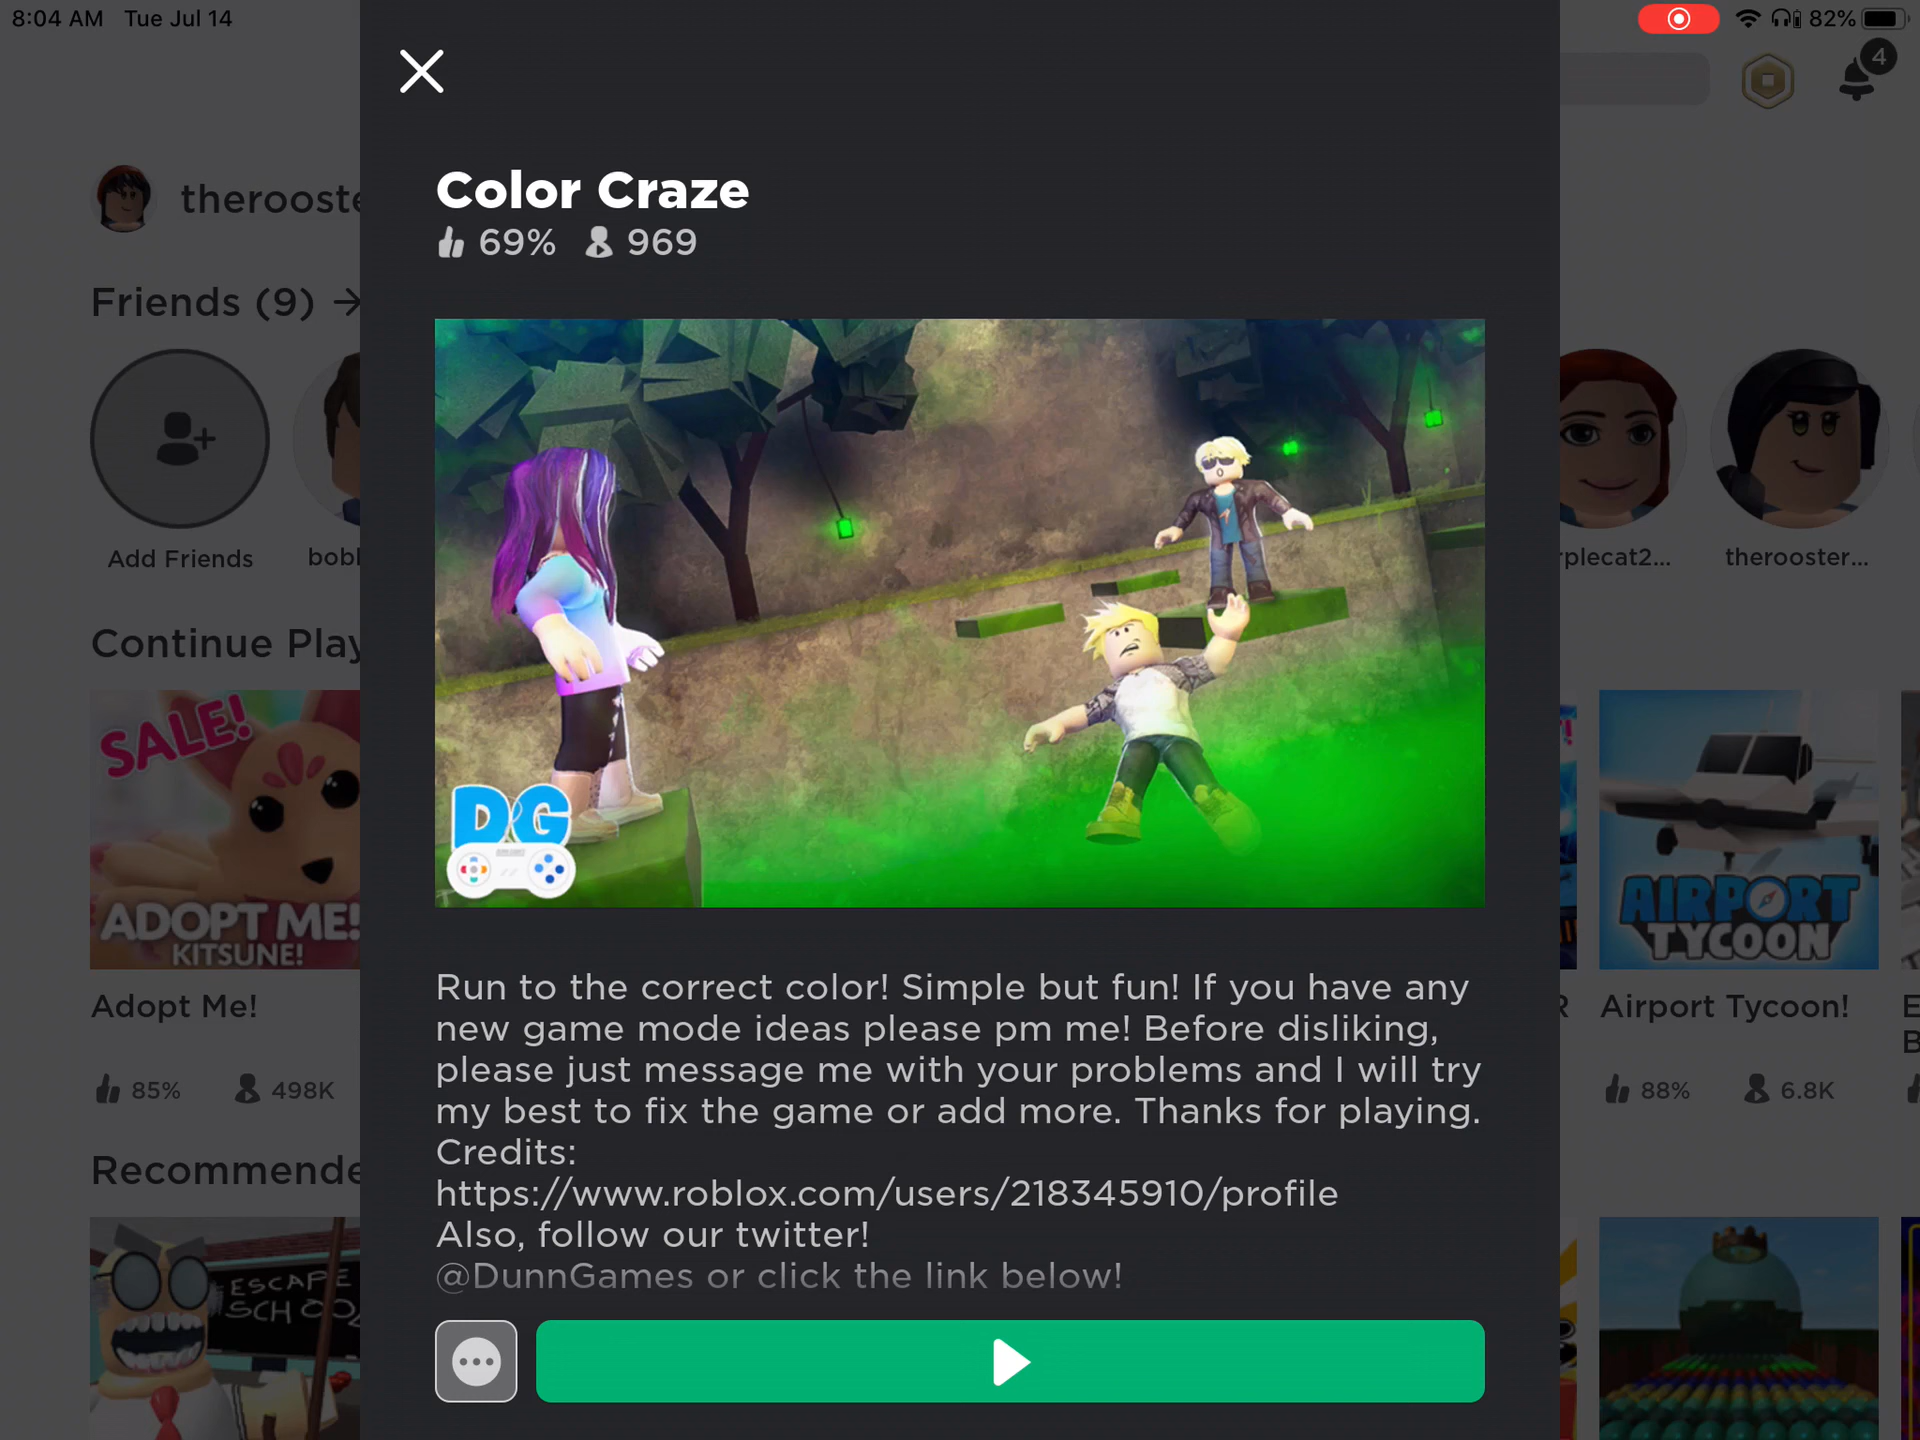 8:04 AM Tue Jul 14
82%
4
therooste
Friends (9) →
Add Friends
bobl
rplecat2...
therooster...
Continue Play
SALE!
ADOPT ME!
KITSUNE!
Adopt Me!
85% 498K
Recommende
ESCAPE
SCHOO
Color Craze
69% 969
DG
Run to the correct color! Simple but fun! If you have any
new game mode ideas please pm me! Before disliking,
please just message me with your problems and I will try
my best to fix the game or add more. Thanks for playing.
Credits:
https://www.roblox.com/users/218345910/profile
Also, follow our twitter!
@DunnGames or click the link below!
AIRPORT
TYCOON
R
Airport Tycoon!
88% 6.8K
E
B